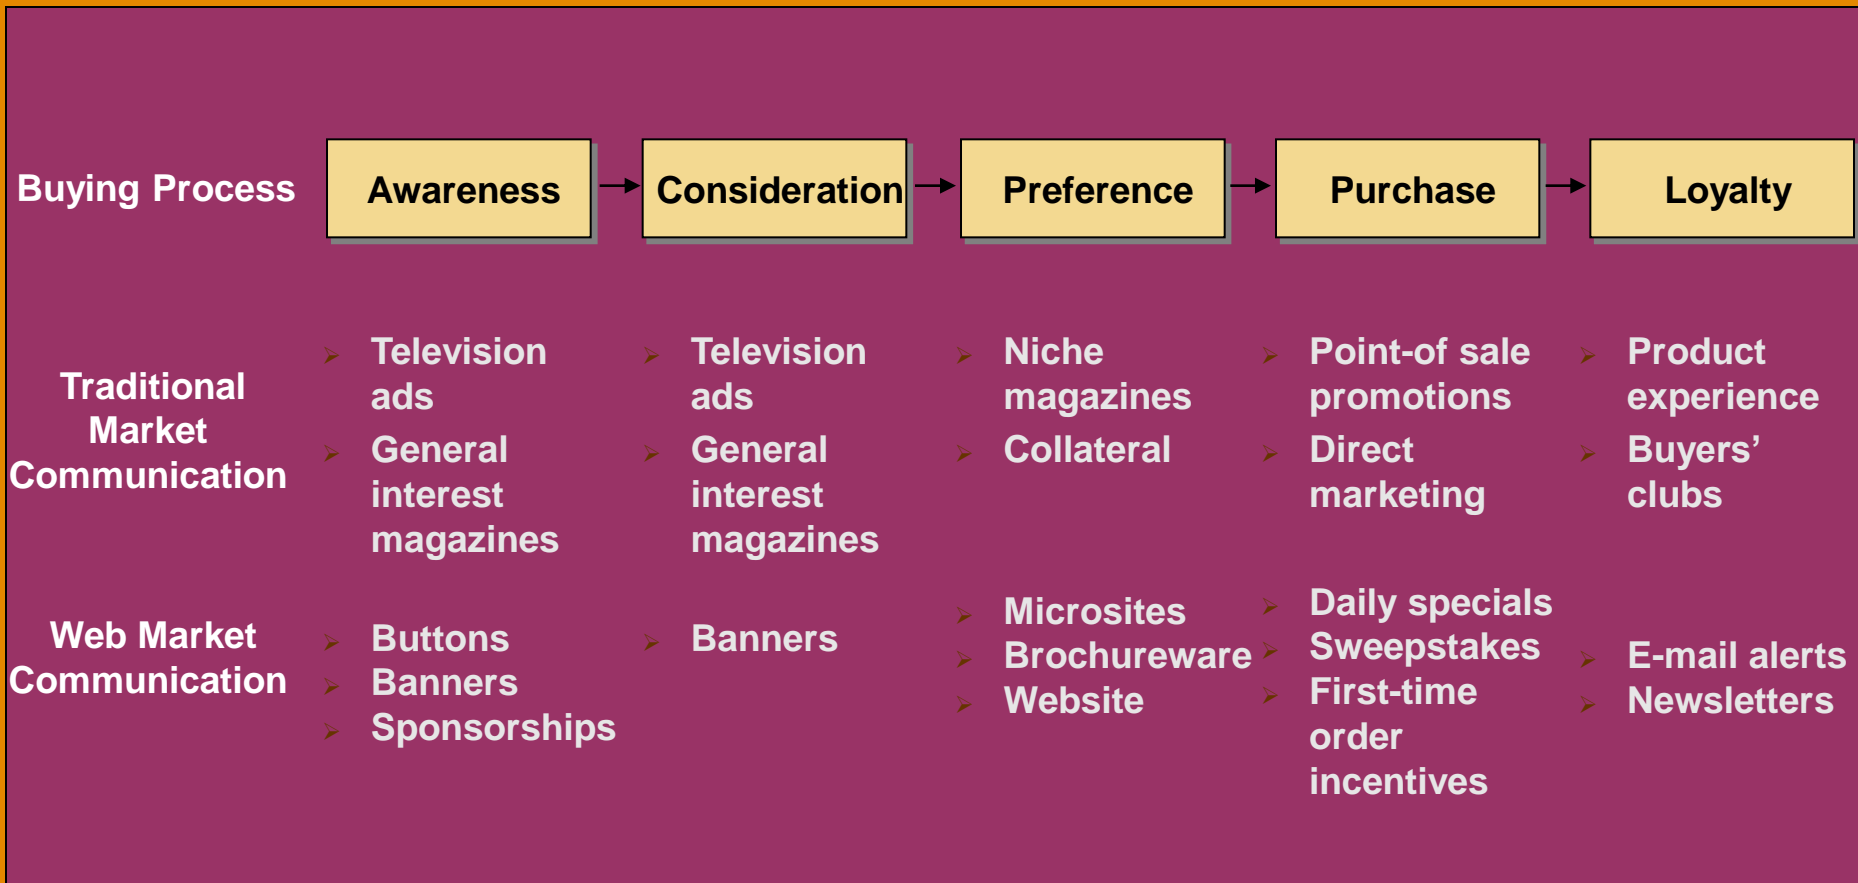 Buying Process
Awareness
Consideration
Preference
Purchase
Loyalty
Traditional
Market
Communication
Television
ads
General
interest
magazines
Television
ads
General
interest
magazines
Niche
magazines
Collateral
Point-of sale
promotions
Direct
marketing
Product
experience
Buyers’
clubs
Web Market
Communication
Buttons
Banners
Sponsorships
Banners
Microsites
Brochureware
Website
Daily specials
Sweepstakes
First-time
order
incentives
E-mail alerts
Newsletters